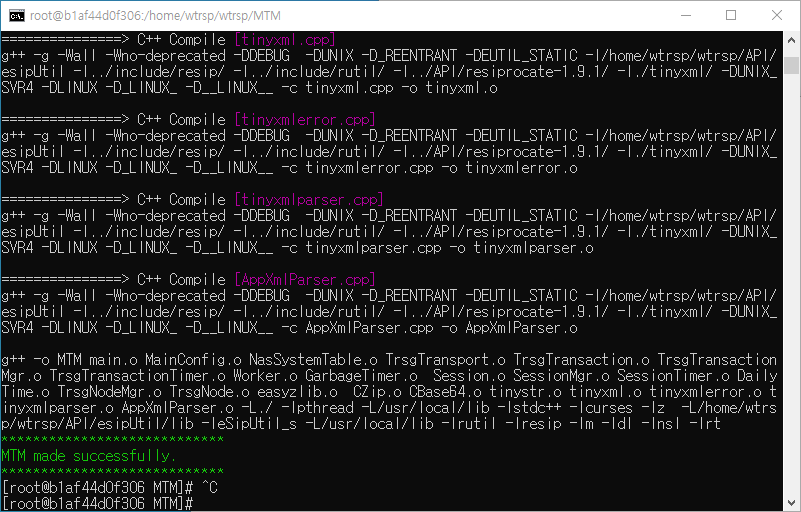 root@b1af44d0f306:/home/wtrsp/wtrsp/MTM
===============> C++ Compile [tinyxml.cpp]
g++ -g -Wall -Wno-deprecated -DDEBUG  -DUNIX -D_REENTRANT -DEUTIL_STATIC -I/home/wtrsp/wtrsp/API/
esipUtil -I../include/resip/ -I../include/rutil/ -I../API/resiprocate-1.9.1/ -I./tinyxml/ -DUNIX_
SVR4 -DLINUX -D_LINUX_ -D__LINUX__ -c tinyxml.cpp -o tinyxml.o
===============> C++ Compile [tinyxmlerror.cpp]
g++ -g -Wall -Wno-deprecated -DDEBUG  -DUNIX -D_REENTRANT -DEUTIL_STATIC -I/home/wtrsp/wtrsp/API/
esipUtil -I../include/resip/ -I../include/rutil/ -I../API/resiprocate-1.9.1/ -I./tinyxml/ -DUNIX_
SVR4 -DLINUX -D_LINUX_ -D__LINUX__ -c tinyxmlerror.cpp -o tinyxmlerror.o
===============> C++ Compile [tinyxmlparser.cpp]
g++ -g -Wall -Wno-deprecated -DDEBUG  -DUNIX -D_REENTRANT -DEUTIL_STATIC -I/home/wtrsp/wtrsp/API/
esipUtil -I../include/resip/ -I../include/rutil/ -I../API/resiprocate-1.9.1/ -I./tinyxml/ -DUNIX_
SVR4 -DLINUX -D_LINUX_ -D__LINUX__ -c tinyxmlparser.cpp -o tinyxmlparser.o
===============> C++ Compile [AppXmlParser.cpp]
g++ -g -Wall -Wno-deprecated -DDEBUG  -DUNIX -D_REENTRANT -DEUTIL_STATIC -I/home/wtrsp/wtrsp/API/
esipUtil -I../include/resip/ -I../include/rutil/ -I../API/resiprocate-1.9.1/ -I./tinyxml/ -DUNIX_
SVR4 -DLINUX -D_LINUX_ -D__LINUX__ -c AppXmlParser.cpp -o AppXmlParser.o
g++ -o MTM main.o MainConfig.o NasSystemTable.o TrsgTransport.o TrsgTransaction.o TrsgTransaction
Mgr.o TrsgTransactionTimer.o Worker.o GarbageTimer.o  Session.o SessionMgr.o SessionTimer.o Daily
Time.o TrsgNodeMgr.o TrsgNode.o easyzlib.o  CZip.o CBase64.o tinystr.o tinyxml.o tinyxmlerror.o t
inyxmlparser.o AppXmlParser.o -L./ -lpthread -L/usr/local/lib -lstdc++ -lcurses -lz  -L/home/wtrs
p/wtrsp/API/esipUtil/lib -leSipUtil_s -L/usr/local/lib -lrutil -lresip -lm -ldl -lnsl -lrt
****************************
MTM made successfully.
****************************
[root@b1af44d0f306 MTM]# ^C
[root@b1af44d0f306 MTM]#